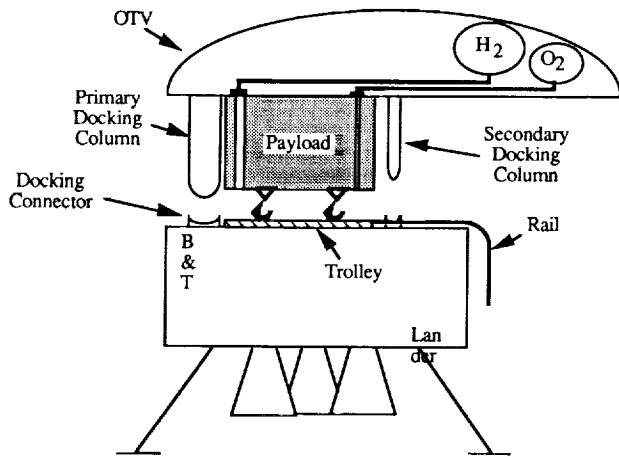 OTV
H2
O2
Primary
Docking
Column
Payload
Secondary
Docking
Column
Docking
Connector
B
&
T
Trolley
Rail
Lan
der